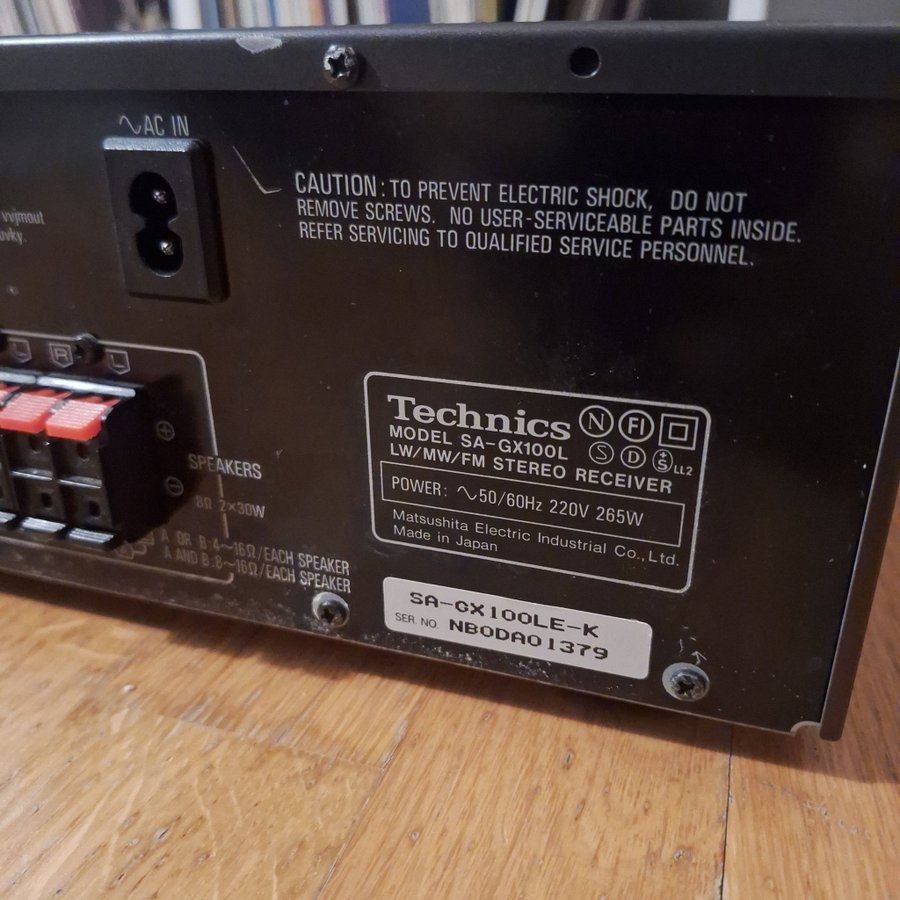 ∿AC IN
vyjmout
CAUTION: TO PREVENT ELECTRIC SHOCK, DO NOT
REMOVE SCREWS. NO USER-SERVICEABLE PARTS INSIDE.
REFER SERVICING TO QUALIFIED SERVICE PERSONNEL.
L R L
Technics N FI
MODEL SA-GX100L S D +S LL2
LW/MW/FM STEREO RECEIVER
POWER: ∿50/60Hz 220V 265W
Matsushita Electric Industrial Co., Ltd.
Made in Japan
⊕
⊖
SPEAKERS
8Ω 2×30W
A OR B:4~16Ω/EACH SPEAKER
A AND B:8~16Ω/EACH SPEAKER
SA-GX100LE-K
SER. NO. NB0DA01379